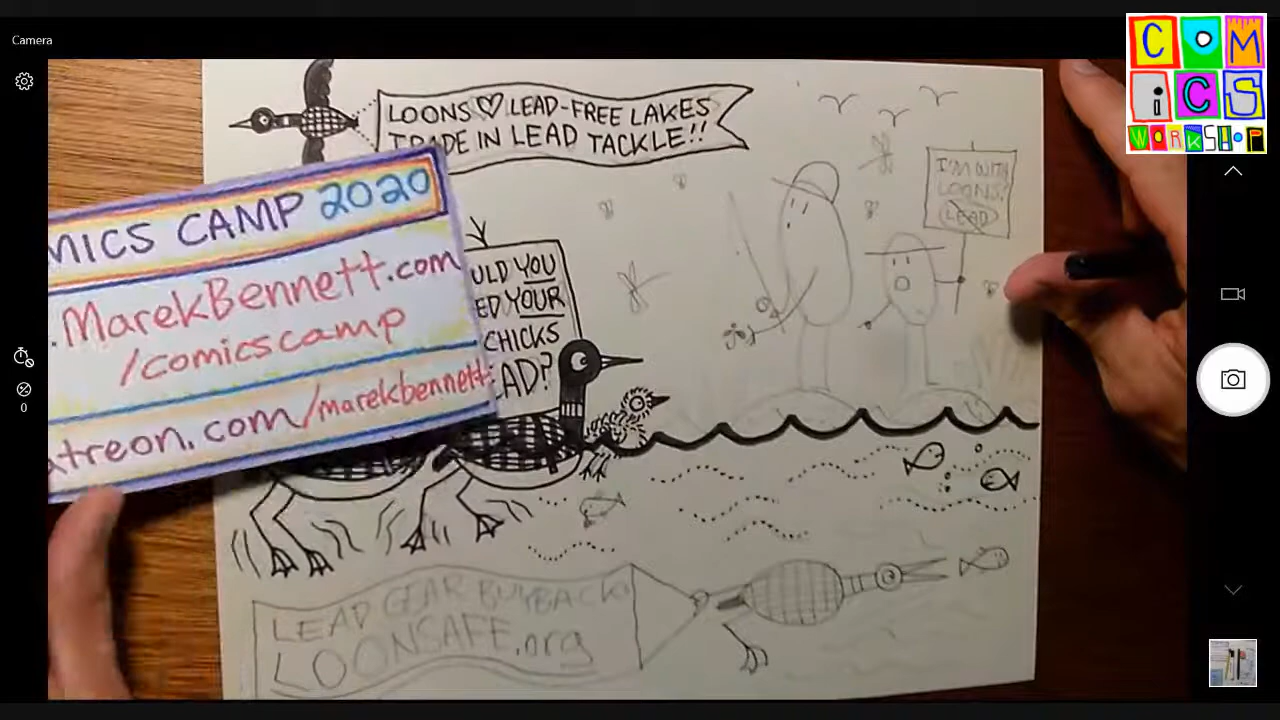 Camera
COMICS
WORKSHOP
LOONS ♡ LEAD-FREE LAKES
TRADE IN LEAD TACKLE!!
MICS CAMP 2020
.MarekBennett.com
/comicscamp
atreon.com/marekbennett
ULD YOU
ED YOUR
CHICKS
EAD?
I'M WITH
LOONS!
LEAD
0
LEAD GEAR BUYBACK
LOONSAFE.org